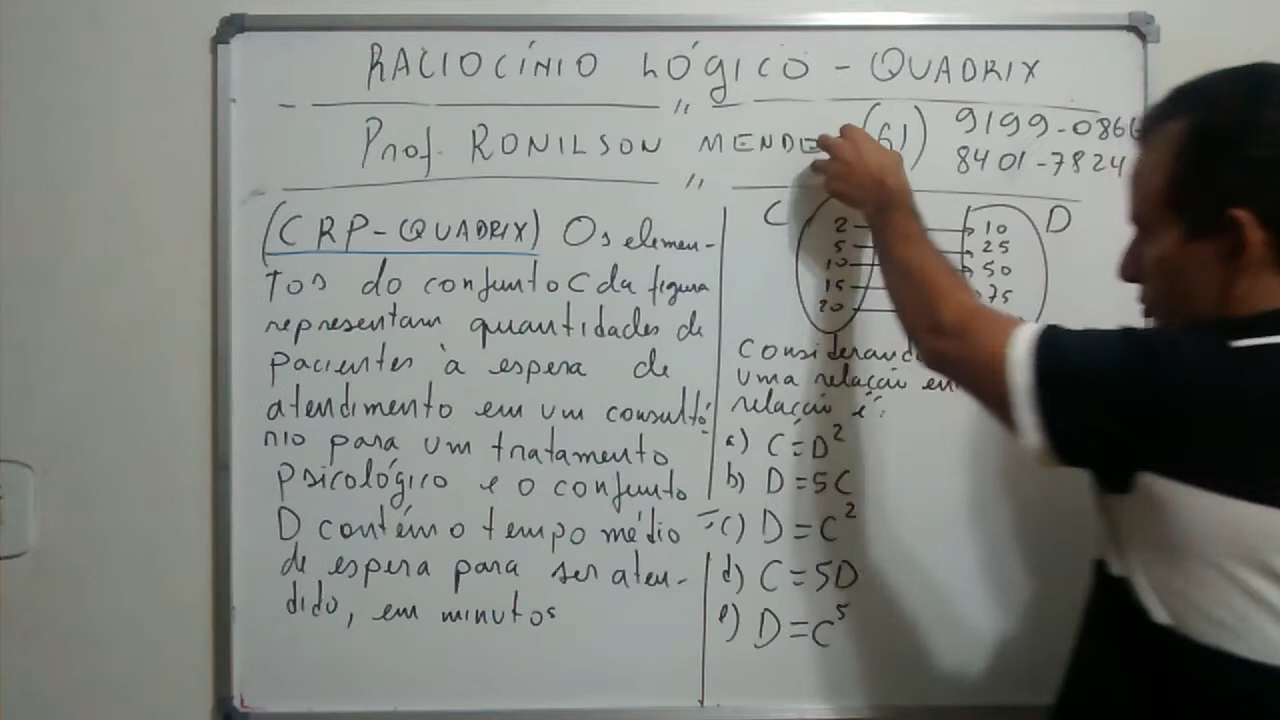 RACIOCÍNIO LÓGICO - QUADRIX
Prof. RONILSON MENDE (61) 9199-086
8401-7824
(CRP-QUADRIX) Os elemen-
tos do conjunto C da figura
representam quantidades de
pacientes à espera de
atendimento em um consultó-
rio para um tratamento
psicológico e o conjunto
D contém o tempo médio
de espera para ser aten-
dido, em minutos
C D
2 10
5 25
10 50
15 75
20
Considerand
uma relação en
relação é:
a) C=D²
b) D=5C
c) D=C²
d) C=5D
e) D=C⁵